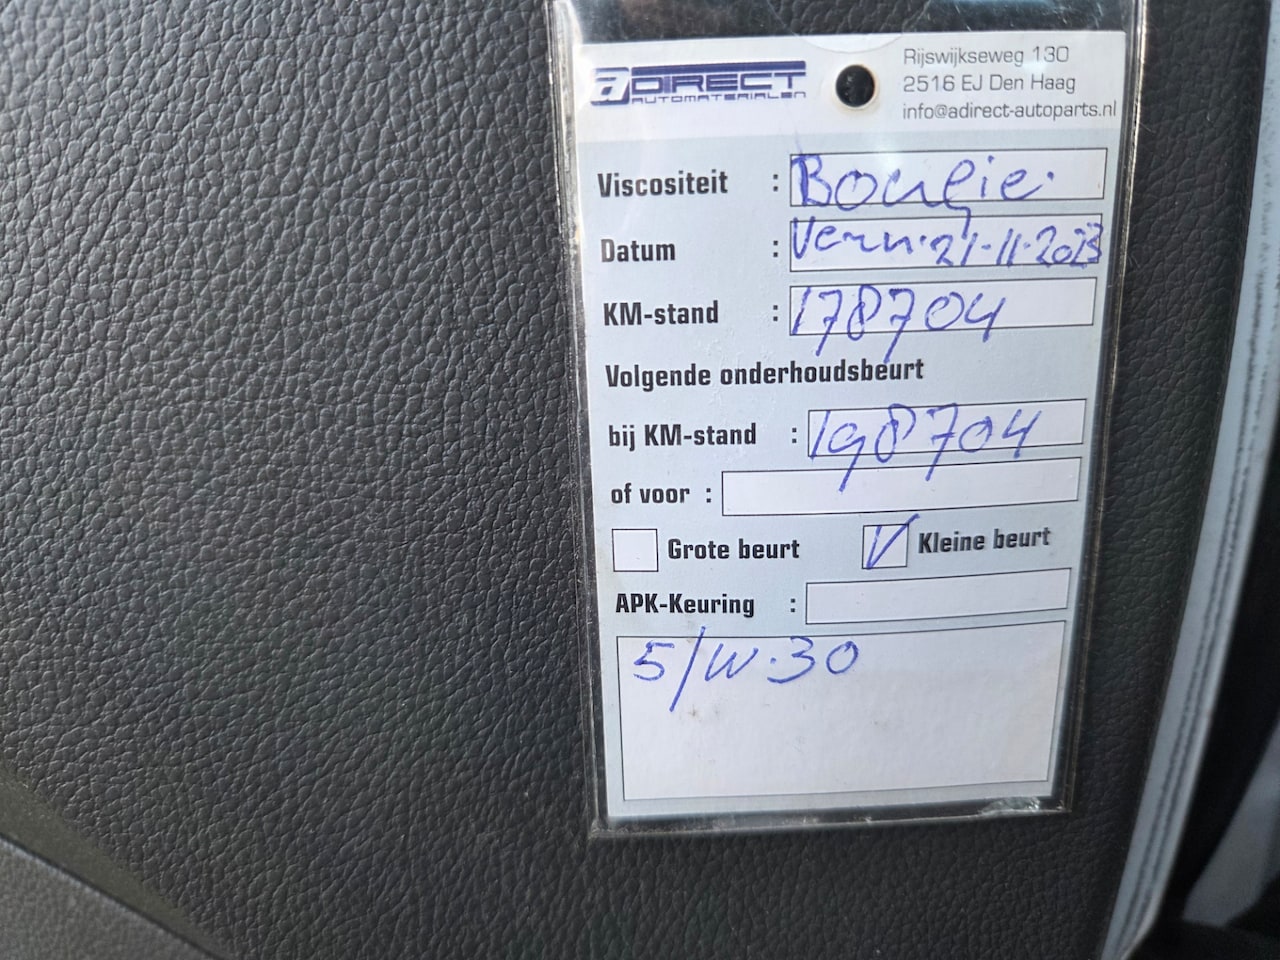 aDIRECT
AUTOMATERIALEN
Rijswijkseweg 130
2516 EJ Den Haag
info@adirect-autoparts.nl
Viscositeit : Bougie.
Datum : Vern. 21-11-2023
KM-stand : 178704
Volgende onderhoudsbeurt
bij KM-stand : 198704
of voor :
Grote beurt V Kleine beurt
APK-Keuring :
5/W.30